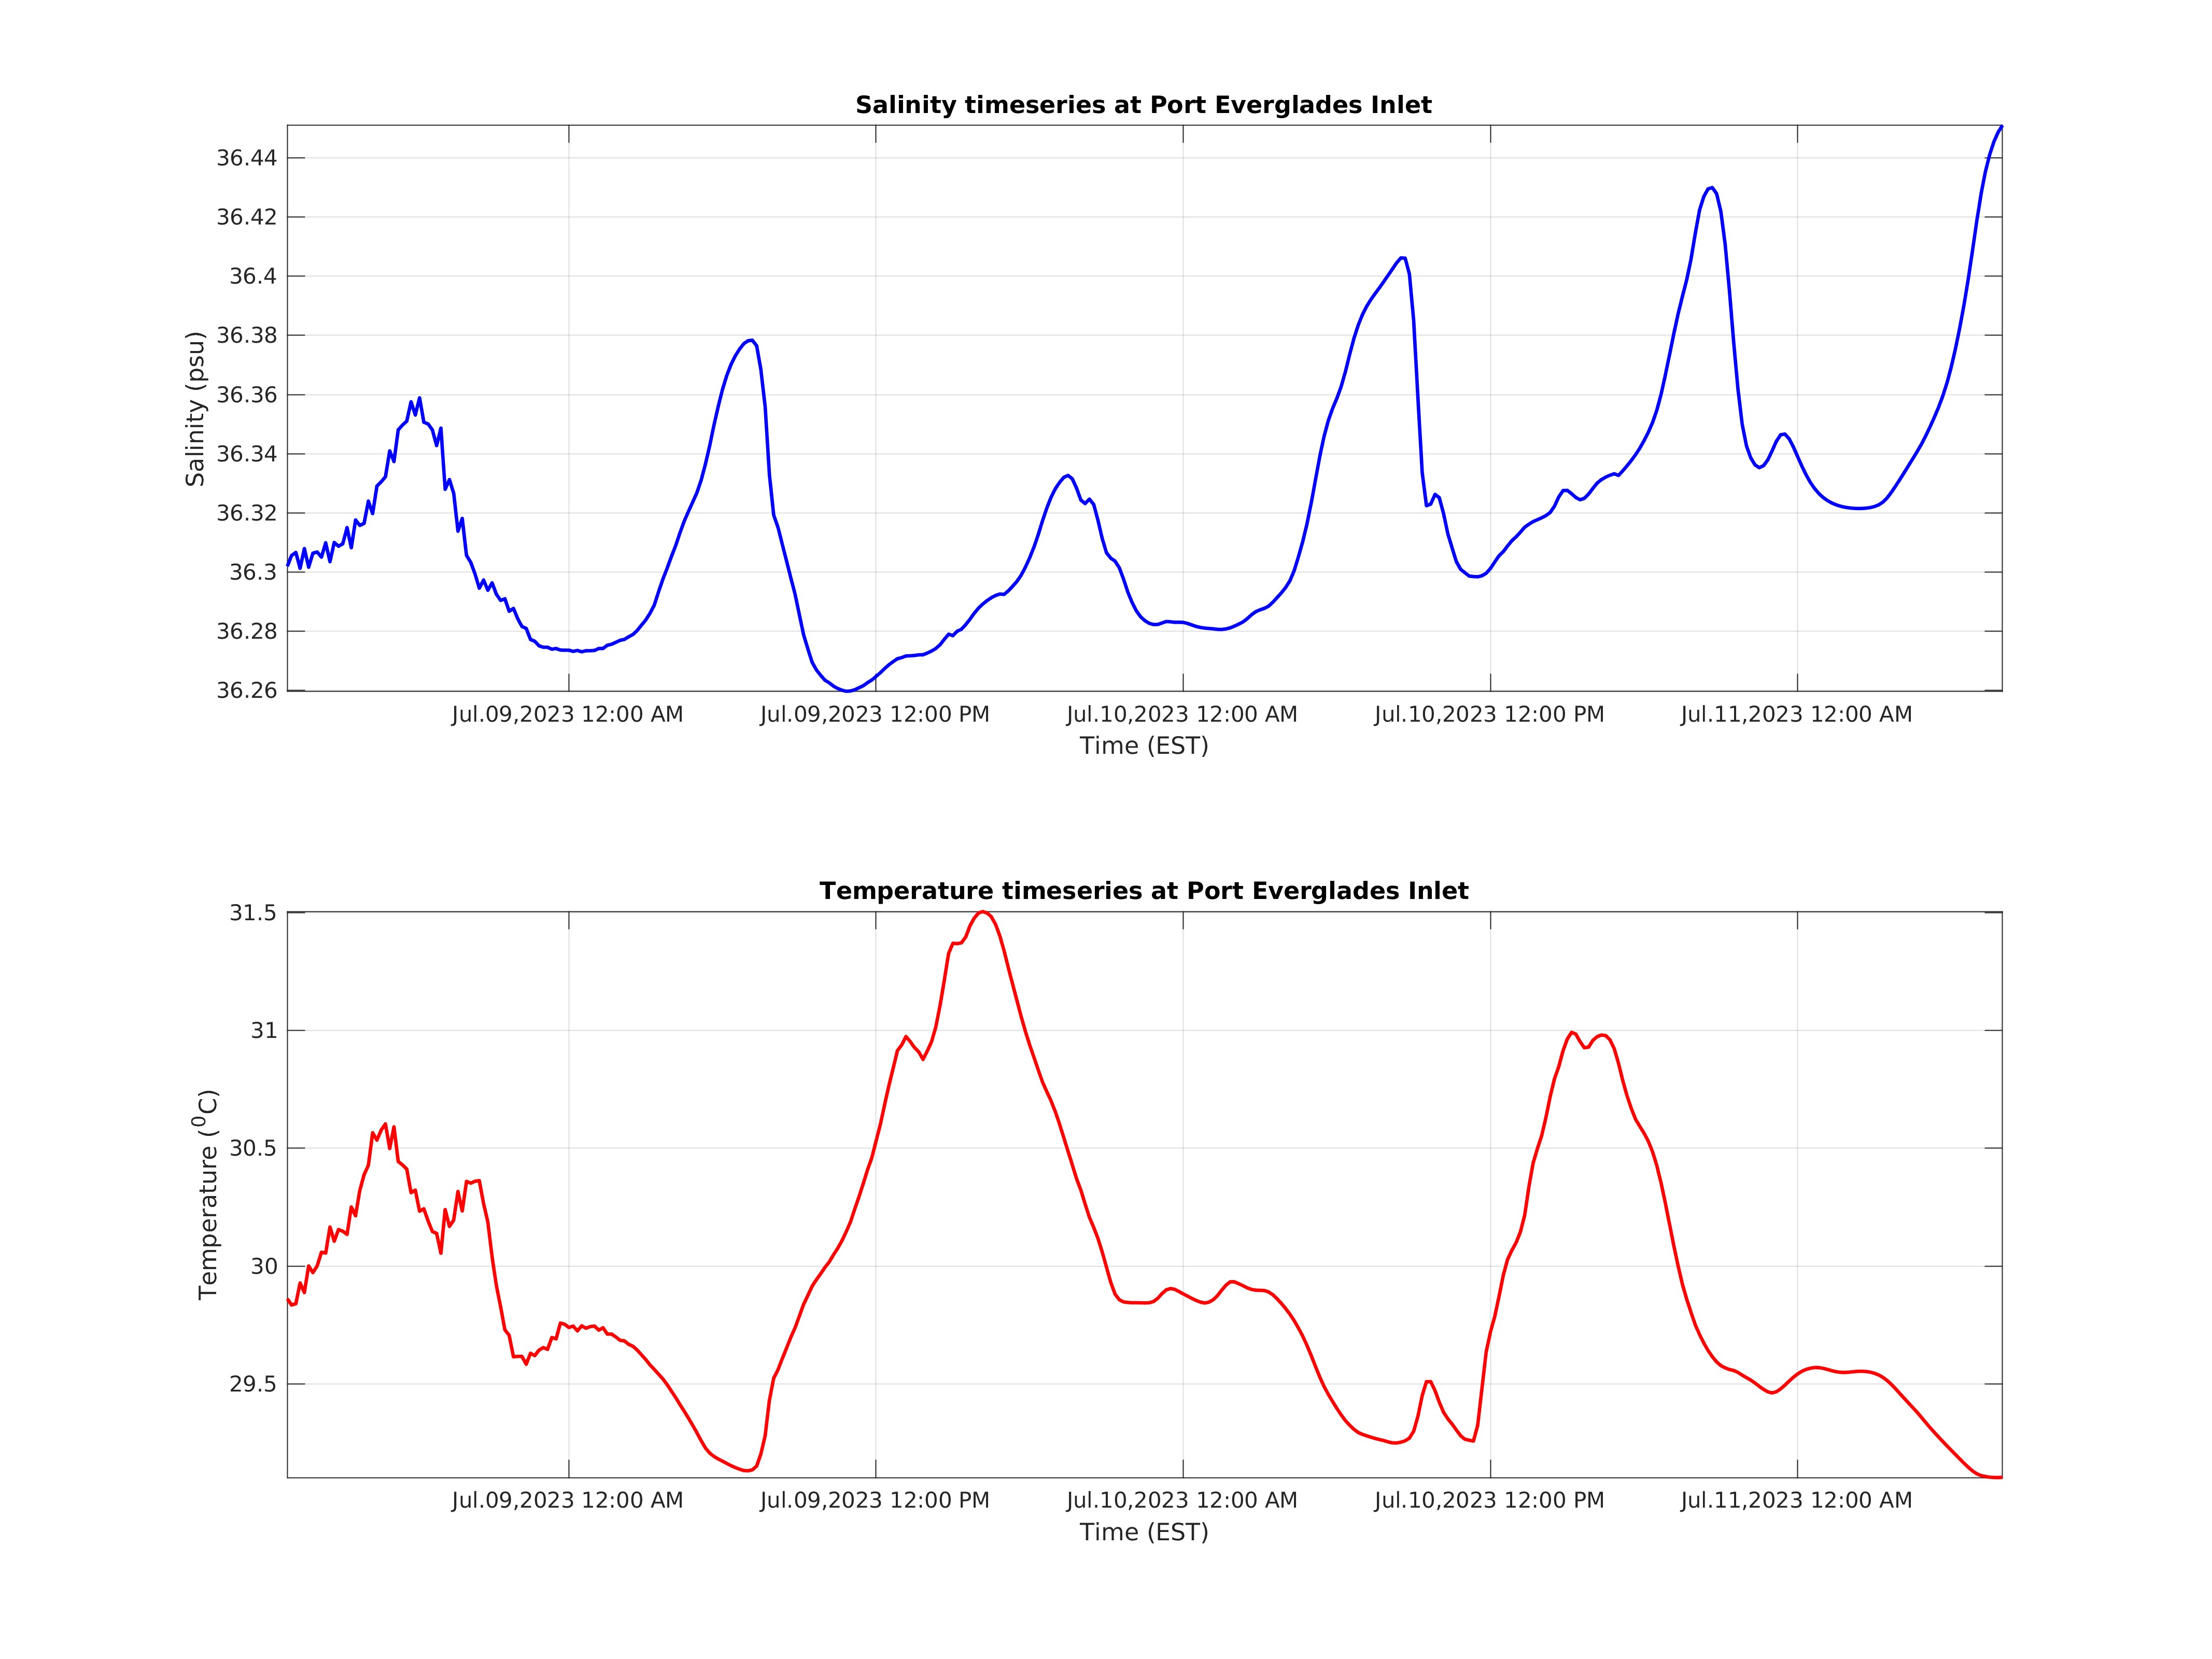 Salinity timeseries at Port Everglades Inlet
36.44
36.42
36.4
36.38
36.36
36.34
36.32
36.3
36.28
36.26
Salinity (psu)
Jul.09,2023 12:00 AM Jul.09,2023 12:00 PM Jul.10,2023 12:00 AM Jul.10,2023 12:00 PM Jul.11,2023 12:00 AM
Time (EST)
Temperature timeseries at Port Everglades Inlet
31.5
31
30.5
30
29.5
Temperature (⁰C)
Jul.09,2023 12:00 AM Jul.09,2023 12:00 PM Jul.10,2023 12:00 AM Jul.10,2023 12:00 PM Jul.11,2023 12:00 AM
Time (EST)